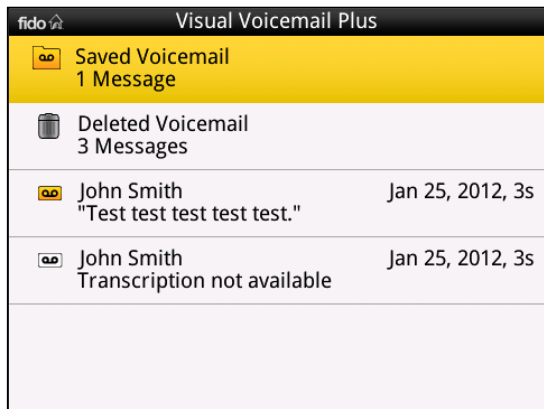 fido Visual Voicemail Plus
Saved Voicemail
1 Message
Deleted Voicemail
3 Messages
John Smith Jan 25, 2012, 3s
"Test test test test test."
John Smith Jan 25, 2012, 3s
Transcription not available